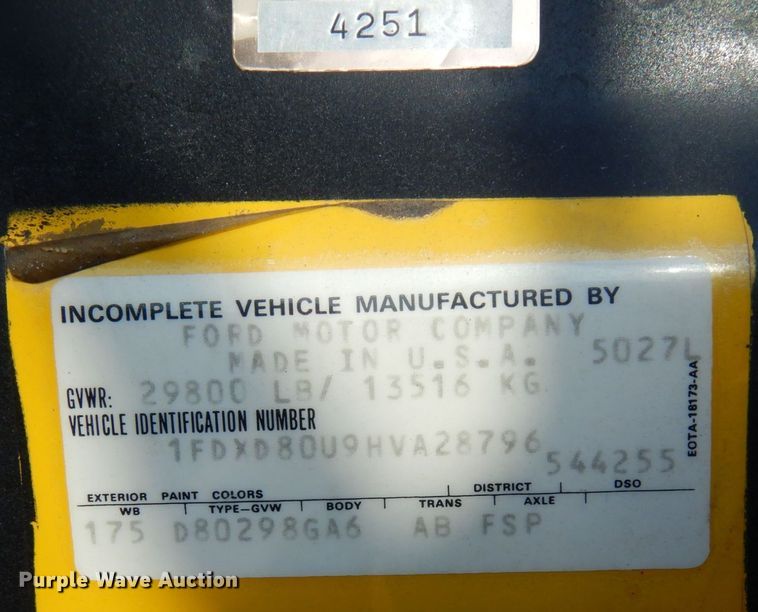 4251
INCOMPLETE VEHICLE MANUFACTURED BY
FORD MOTOR COMPANY
MADE IN U.S.A. 5027L
GVWR: 29800 LB/ 13516 KG
VEHICLE IDENTIFICATION NUMBER
1FDXD80U9HVA28796
544255
EOTA-1B173-AA
EXTERIOR PAINT COLORS DISTRICT DSO
WB TYPE-GVW BODY TRANS AXLE
175 D80298GA6 AB FSP
Purple Wave Auction